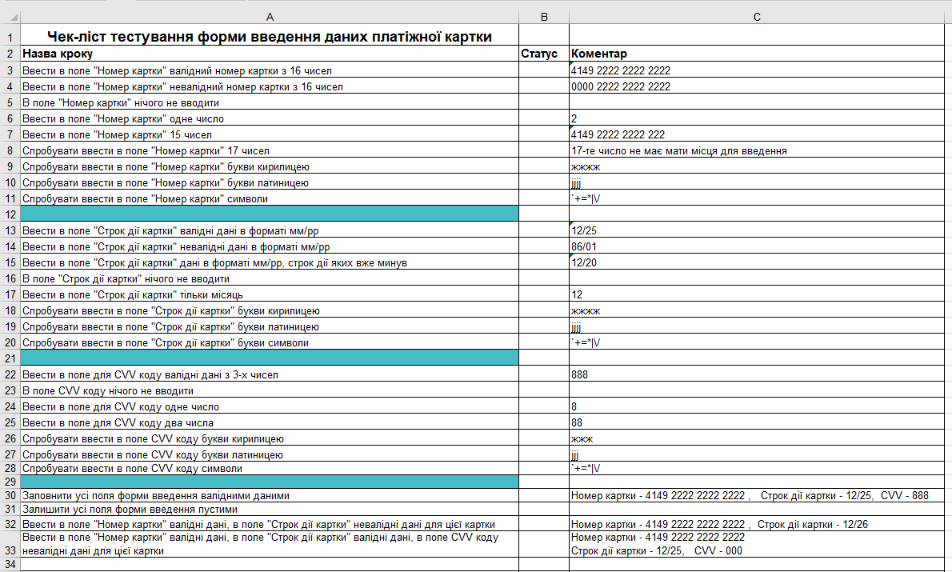 A B C
1 Чек-ліст тестування форми введення даних платіжної картки
2 Назва кроку Статус Коментар
3 Ввести в поле "Номер картки" валідний номер картки з 16 чисел 4149 2222 2222 2222
4 Ввести в поле "Номер картки" невалідний номер картки з 16 чисел 0000 2222 2222 2222
5 В поле "Номер картки" нічого не вводити
6 Ввести в поле "Номер картки" одне число 2
7 Ввести в поле "Номер картки" 15 чисел 4149 2222 2222 222
8 Спробувати ввести в поле "Номер картки" 17 чисел 17-те число не має мати місця для введення
9 Спробувати ввести в поле "Номер картки" букви кирилицею жжжж
10 Спробувати ввести в поле "Номер картки" букви латиницею jjjj
11 Спробувати ввести в поле "Номер картки" символи `+=*|\/
12
13 Ввести в поле "Строк дії картки" валідні дані в форматі мм/рр 12/25
14 Ввести в поле "Строк дії картки" невалідні дані в форматі мм/рр 86/01
15 Ввести в поле "Строк дії картки" дані в форматі мм/рр, строк дії яких вже минув 12/20
16 В поле "Строк дії картки" нічого не вводити
17 Ввести в поле "Строк дії картки" тільки місяць 12
18 Спробувати ввести в поле "Строк дії картки" букви кирилицею жжжж
19 Спробувати ввести в поле "Строк дії картки" букви латиницею jjjj
20 Спробувати ввести в поле "Строк дії картки" букви символи `+=*|\/
21
22 Ввести в поле для CVV коду валідні дані з 3-х чисел 888
23 В поле CVV коду нічого не вводити
24 Ввести в поле для CVV коду одне число 8
25 Ввести в поле для CVV коду два числа 88
26 Спробувати ввести в поле CVV коду букви кирилицею жжж
27 Спробувати ввести в поле CVV коду букви латиницею jjj
28 Спробувати ввести в поле CVV коду символи `+=*|\/
29
30 Заповнити усі поля форми введення валідними даними Номер картки - 4149 2222 2222 2222 , Строк дії картки - 12/25, CVV - 888
31 Залишити усі поля форми введення пустими
32 Ввести в поле "Номер картки" валідні дані, в поле "Строк дії картки" невалідні дані для цієї картки Номер картки - 4149 2222 2222 2222 , Строк дії картки - 12/26
Ввести в поле "Номер картки" валідні дані, в поле "Строк дії картки" валідні дані, в поле CVV коду Номер картки - 4149 2222 2222 2222
33 невалідні дані для цієї картки Строк дії картки - 12/25, CVV - 000
34